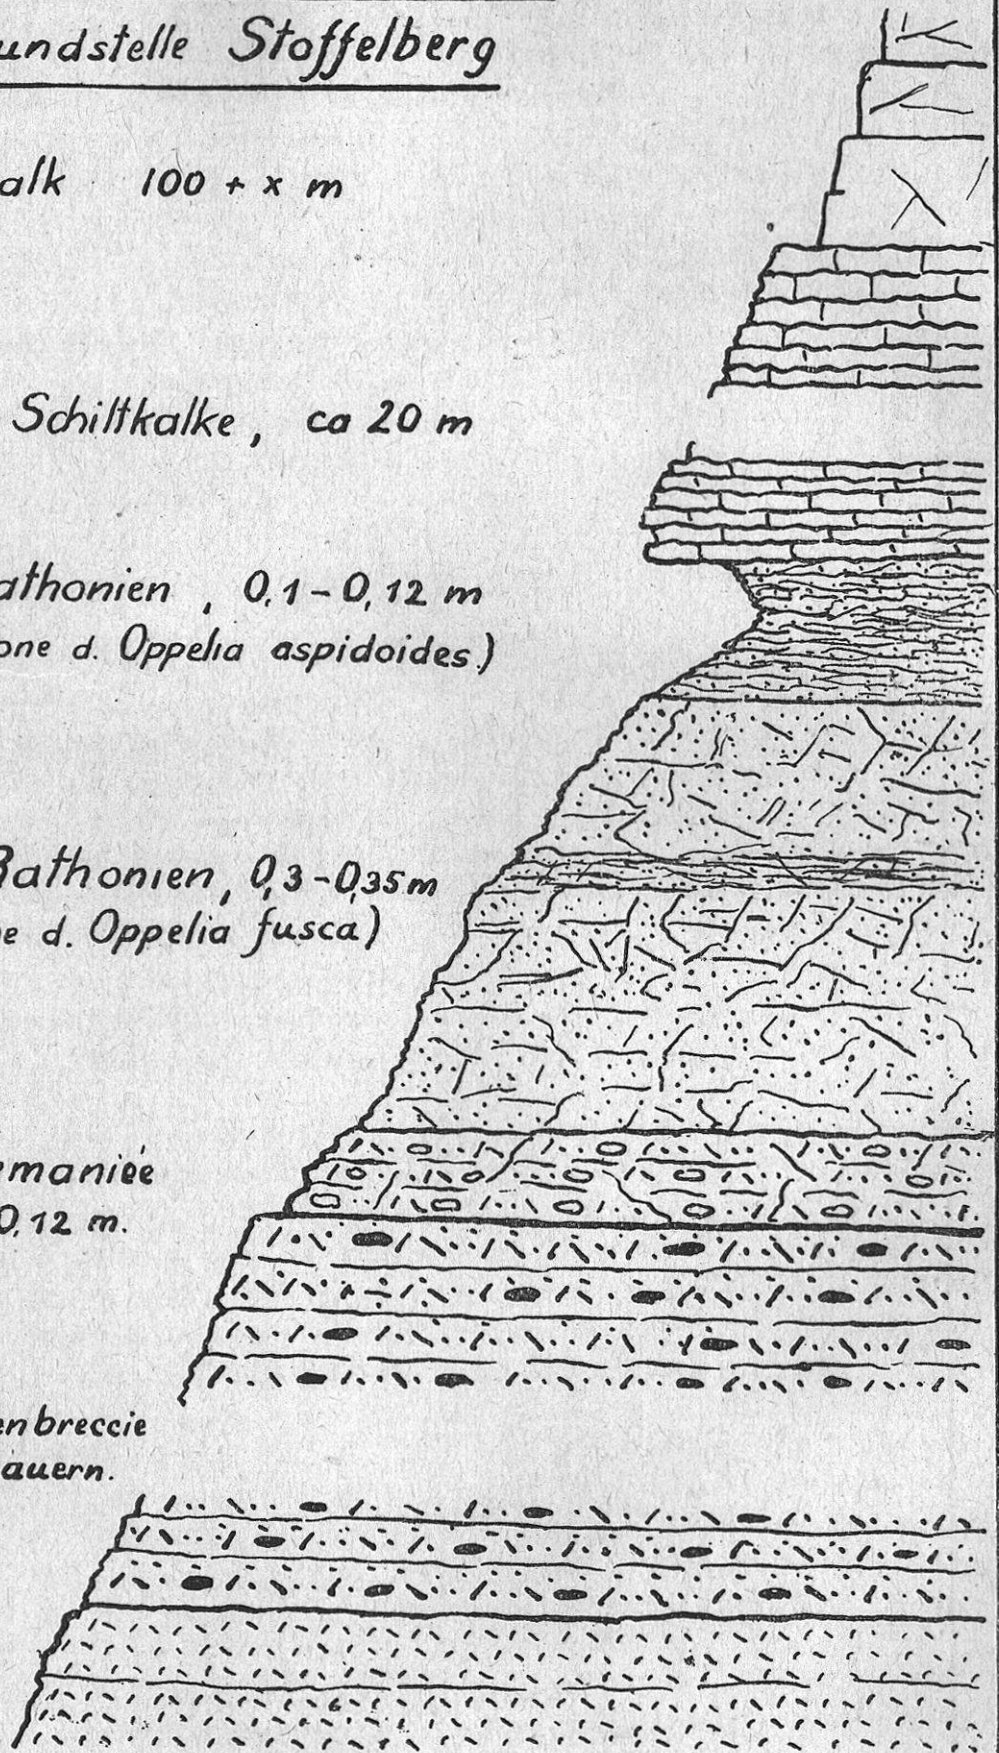 undstelle Stoffelberg
alk 100 + x m
Schiltkalke, ca 20 m
athonien, 0,1-0,12 m
one d. Oppelia aspidoides.)
Bathonien, 0,3-0,35m
e d. Oppelia fusca)
emaniée
0,12 m.
enbreccie
auern.